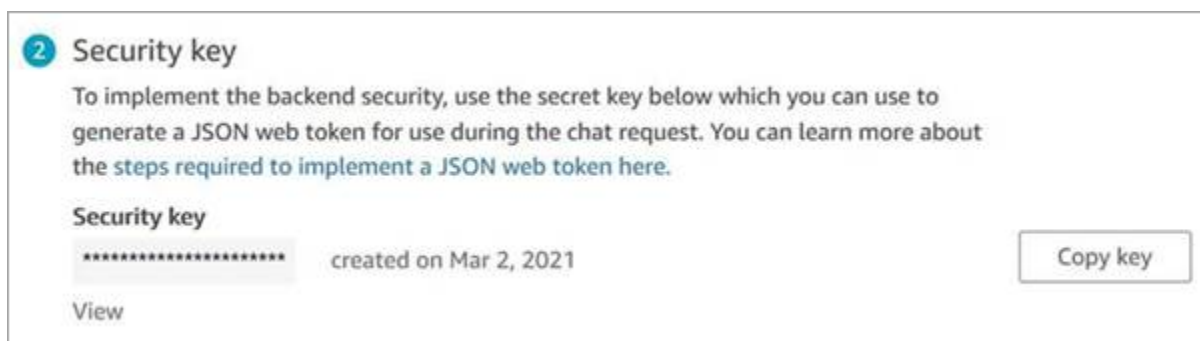 2 Security key
To implement the backend security, use the secret key below which you can use to
generate a JSON web token for use during the chat request. You can learn more about
the steps required to implement a JSON web token here.
Security key
********************** created on Mar 2, 2021 Copy key
View